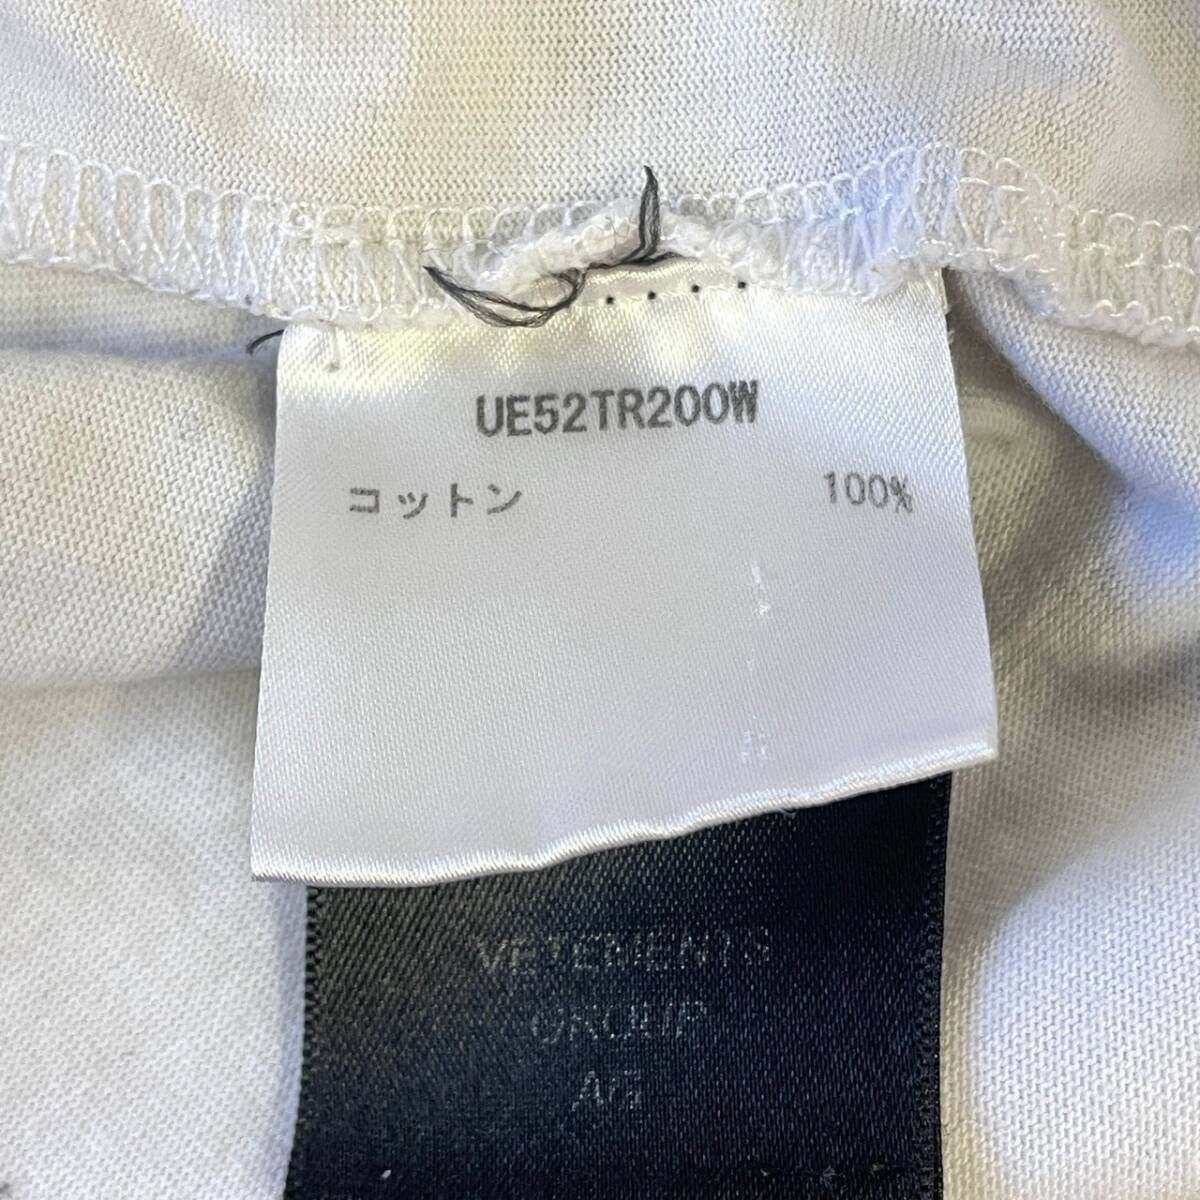 UE52TR200W
コットン 100%
VETEMENTS
GROUP
AG